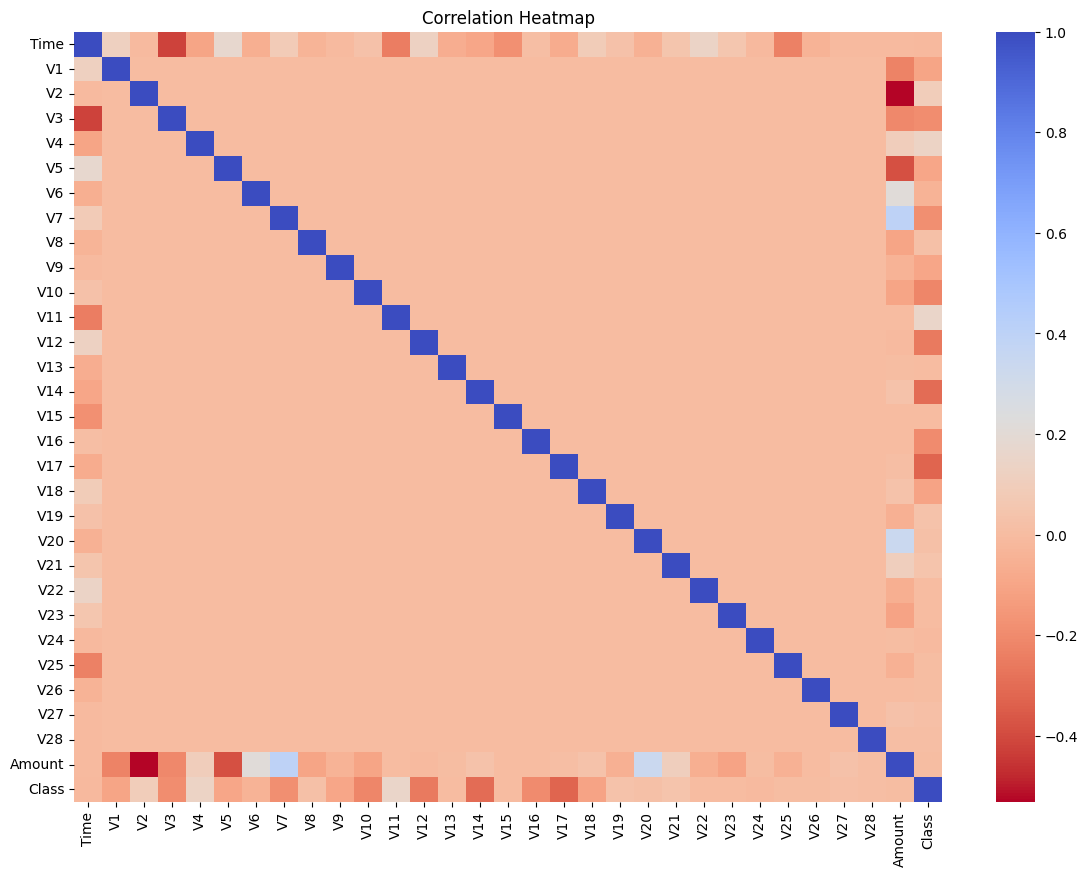 Correlation Heatmap
Time
V1
V2
V3
V4
V5
V6
V7
V8
V9
V10
V11
V12
V13
V14
V15
V16
V17
V18
V19
V20
V21
V22
V23
V24
V25
V26
V27
V28
Amount
Class
Time
V1
V2
V3
V4
V5
V6
V7
V8
V9
V10
V11
V12
V13
V14
V15
V16
V17
V18
V19
V20
V21
V22
V23
V24
V25
V26
V27
V28
Amount
Class
1.0
0.8
0.6
0.4
0.2
0.0
−0.2
−0.4